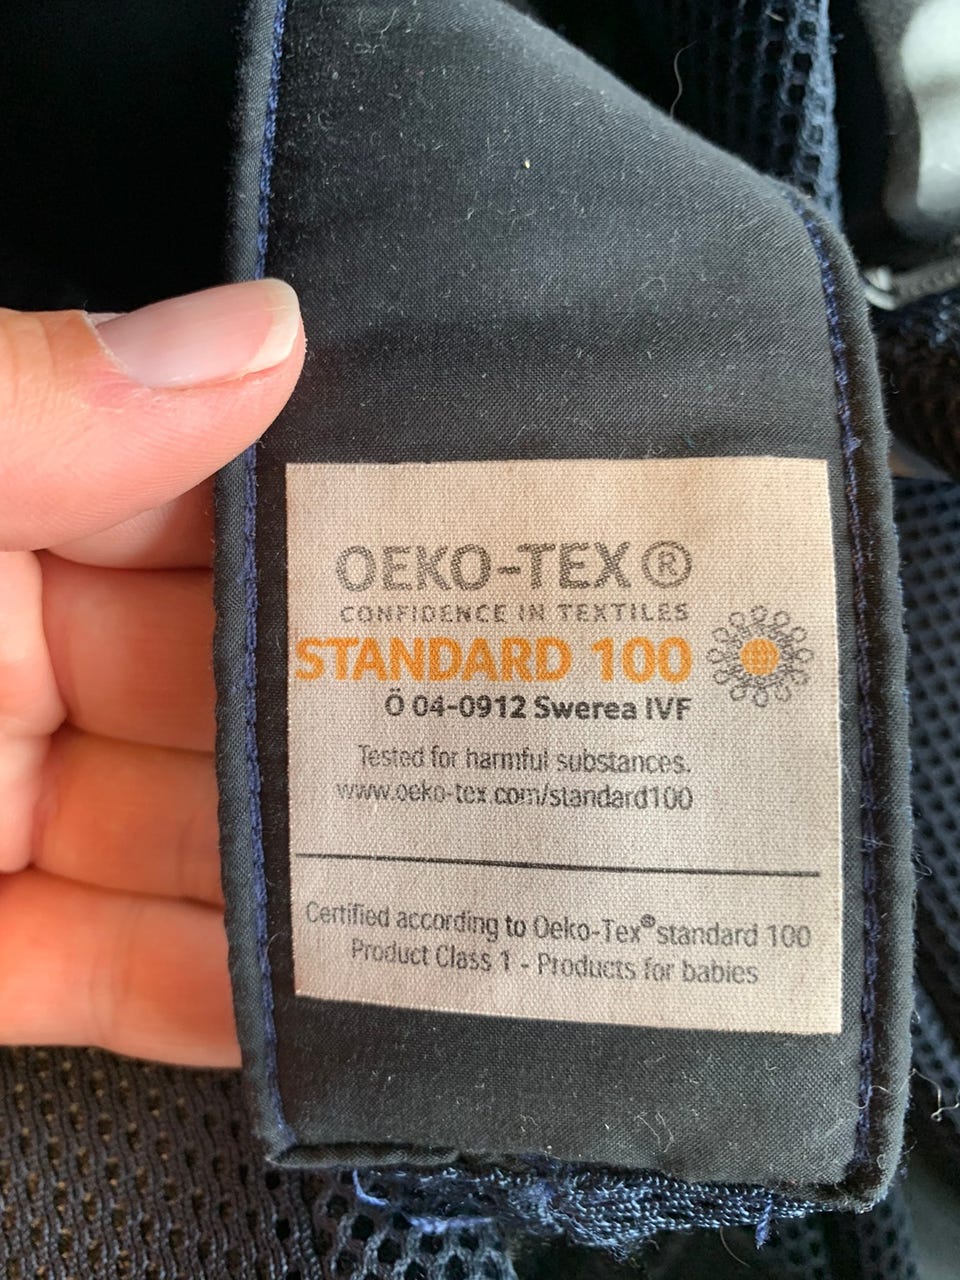 OEKO-TEX®
CONFIDENCE IN TEXTILES
STANDARD 100
Ö 04-0912 Swerea IVF
Tested for harmful substances.
www.oeko-tex.com/standard100
Certified according to Oeko-Tex® standard 100
Product Class 1 - Products for babies